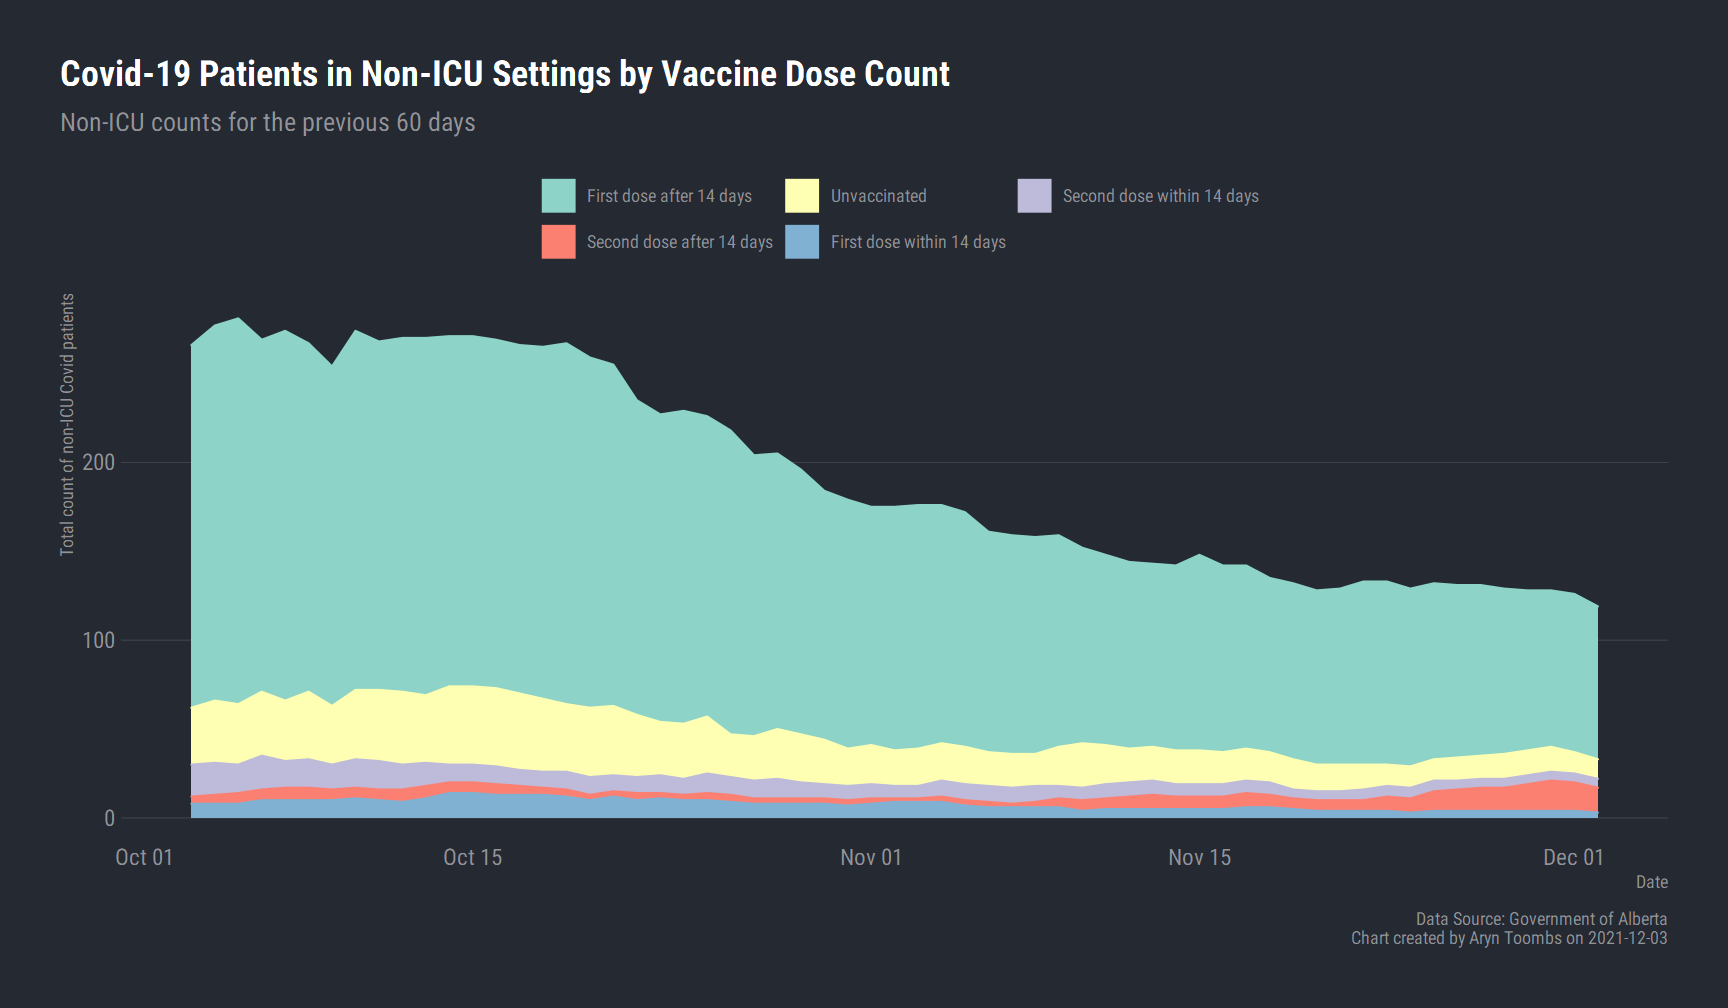 Covid-19 Patients in Non-ICU Settings by Vaccine Dose Count
Non-ICU counts for the previous 60 days
First dose after 14 days
Unvaccinated
Second dose within 14 days
Second dose after 14 days
First dose within 14 days
Total count of non-ICU Covid patients
200
100
0
Oct 01
Oct 15
Nov 01
Nov 15
Dec 01
Date
Data Source: Government of Alberta
Chart created by Aryn Toombs on 2021-12-03